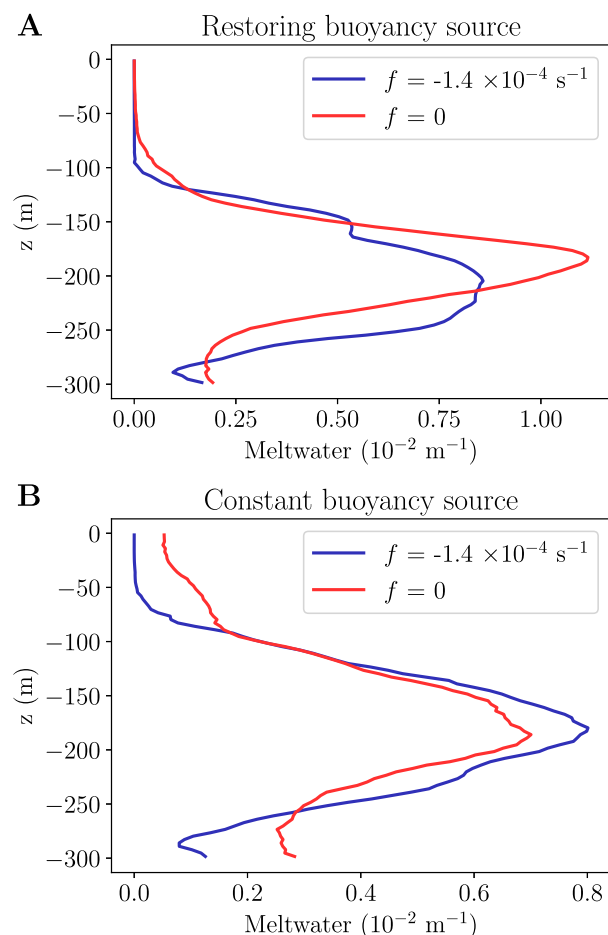 A
Restoring buoyancy source
0
−50
−100
−150
−200
−250
−300
z (m)
f = -1.4 ×10⁻⁴ s⁻¹
f = 0
0.00 0.25 0.50 0.75 1.00
Meltwater (10⁻² m⁻¹)
B
Constant buoyancy source
0
−50
−100
−150
−200
−250
−300
z (m)
f = -1.4 ×10⁻⁴ s⁻¹
f = 0
0.0 0.2 0.4 0.6 0.8
Meltwater (10⁻² m⁻¹)